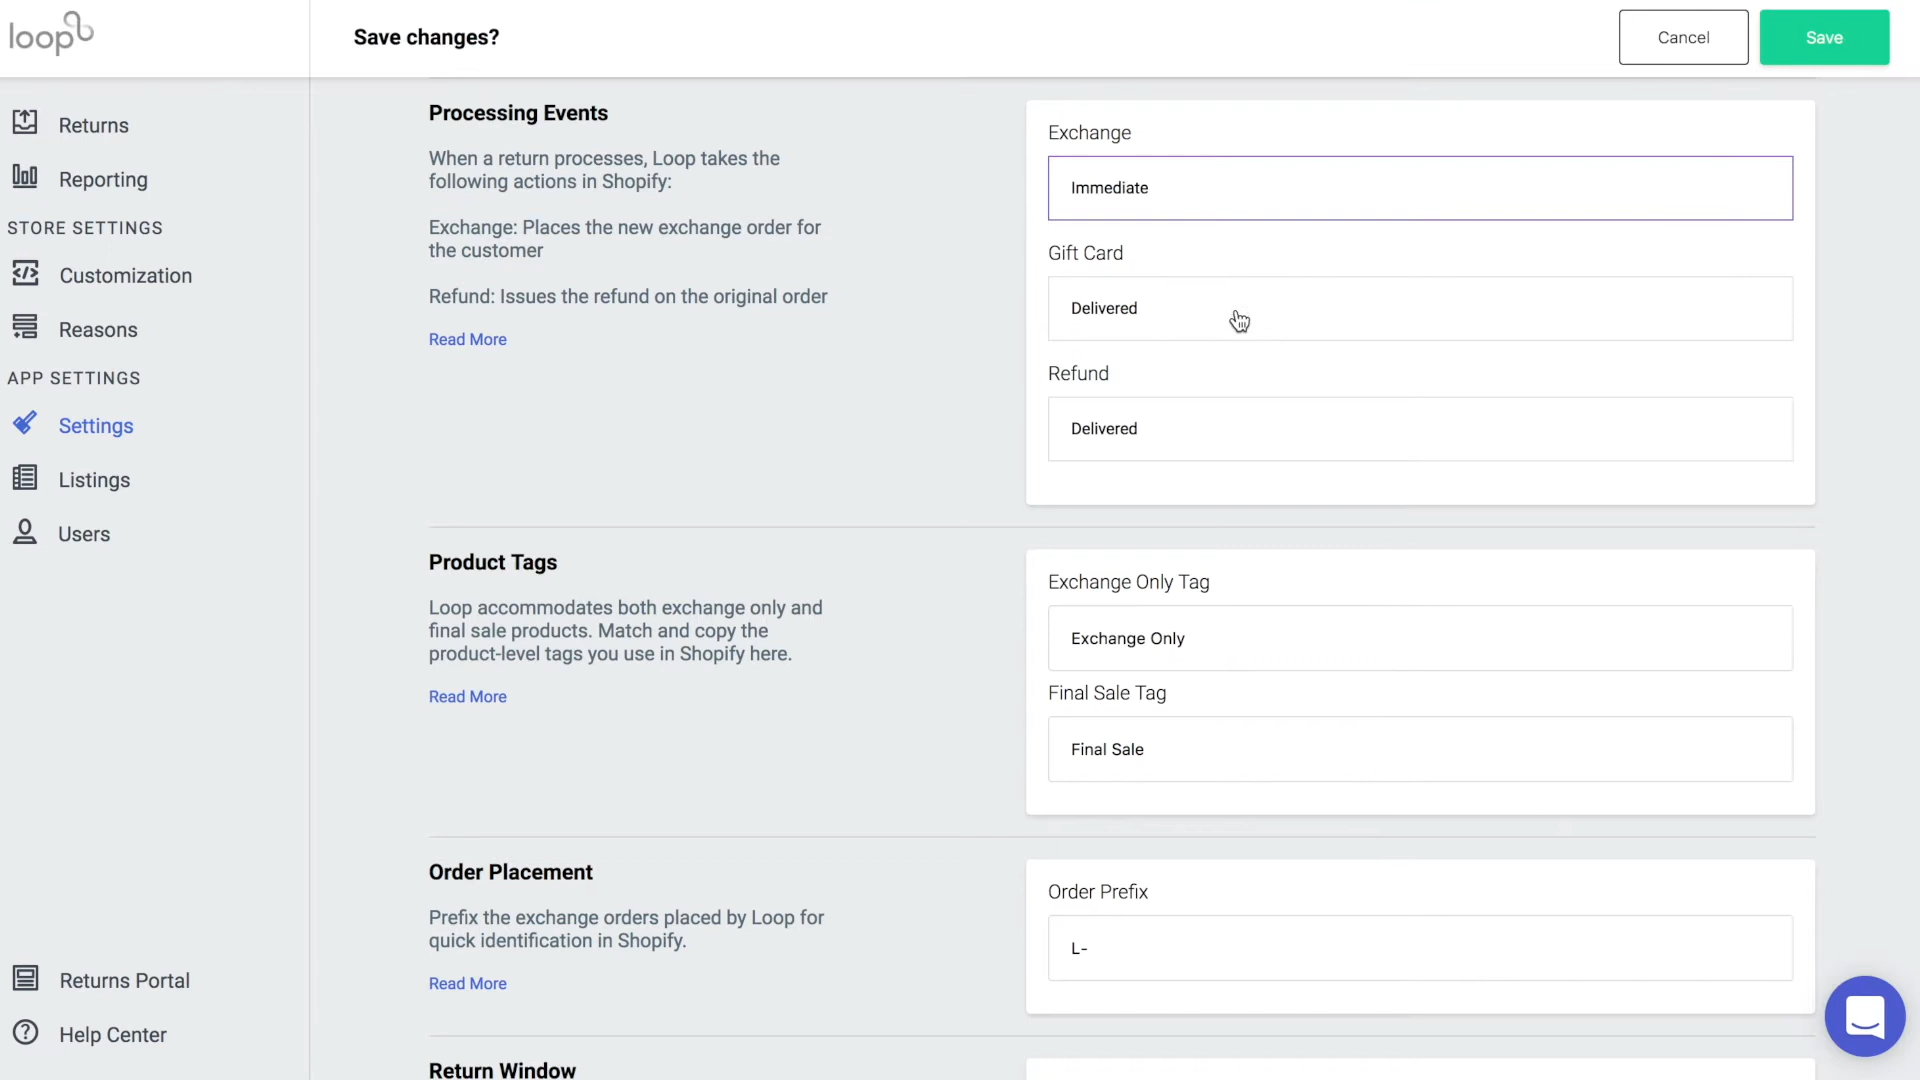 loop
Save changes?
Cancel
Save
Returns
Reporting
STORE SETTINGS
Customization
Reasons
APP SETTINGS
Settings
Listings
Users
Returns Portal
Help Center
Processing Events
When a return processes, Loop takes the
following actions in Shopify:
Exchange: Places the new exchange order for
the customer
Refund: Issues the refund on the original order
Read More
Exchange
Immediate
Gift Card
Delivered
Refund
Delivered
Product Tags
Loop accommodates both exchange only and
final sale products. Match and copy the
product-level tags you use in Shopify here.
Read More
Exchange Only Tag
Exchange Only
Final Sale Tag
Final Sale
Order Placement
Prefix the exchange orders placed by Loop for
quick identification in Shopify.
Read More
Order Prefix
L-
Return Window